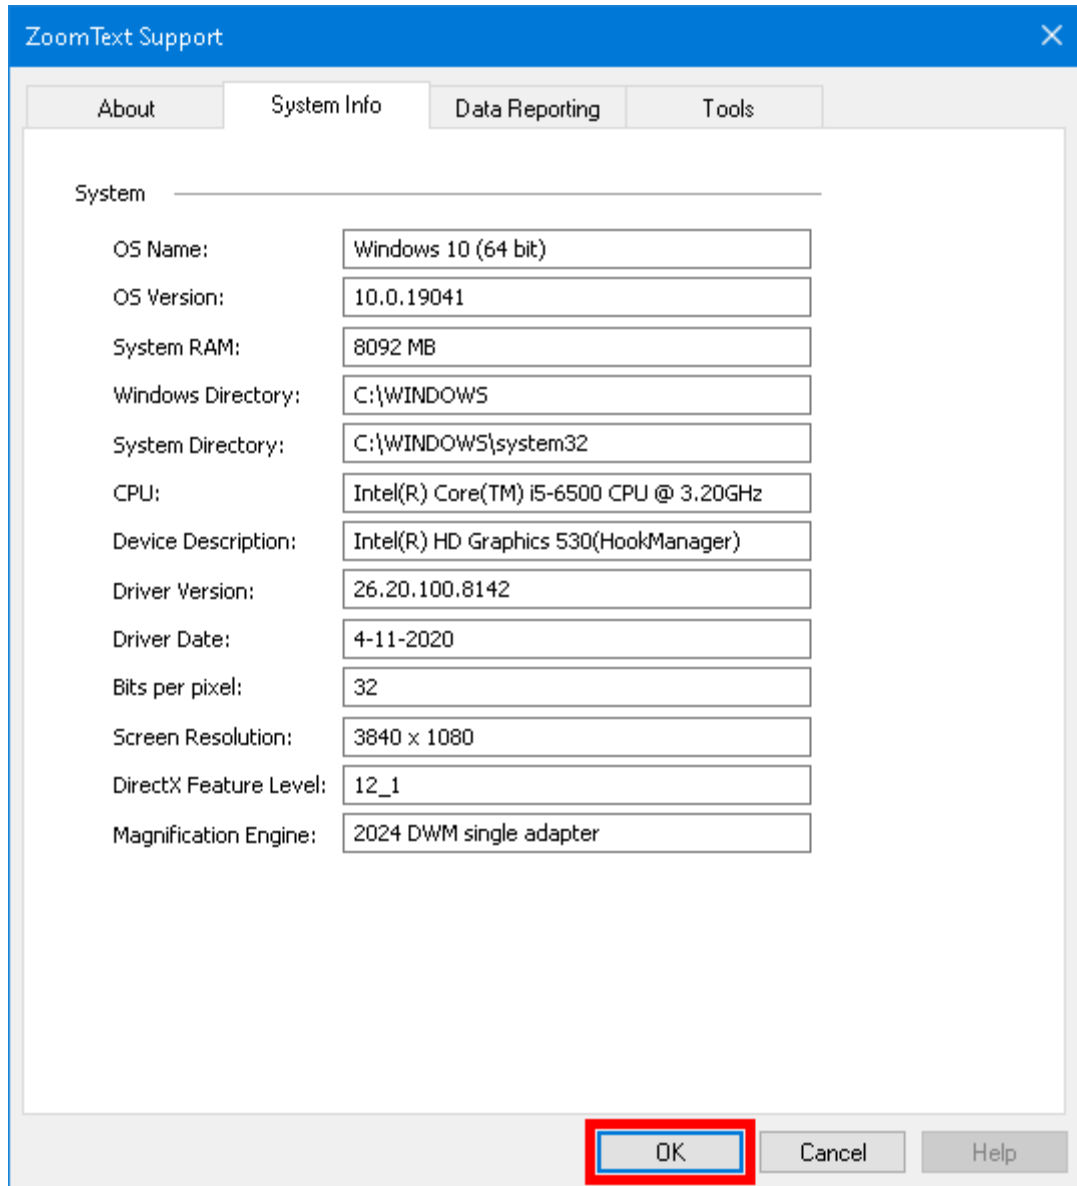 ZoomText Support
About System Info Data Reporting Tools
System
OS Name: Windows 10 (64 bit)
OS Version: 10.0.19041
System RAM: 8092 MB
Windows Directory: C:\WINDOWS
System Directory: C:\WINDOWS\system32
CPU: Intel(R) Core(TM) i5-6500 CPU @ 3.20GHz
Device Description: Intel(R) HD Graphics 530(HookManager)
Driver Version: 26.20.100.8142
Driver Date: 4-11-2020
Bits per pixel: 32
Screen Resolution: 3840 x 1080
DirectX Feature Level: 12_1
Magnification Engine: 2024 DWM single adapter
OK Cancel Help